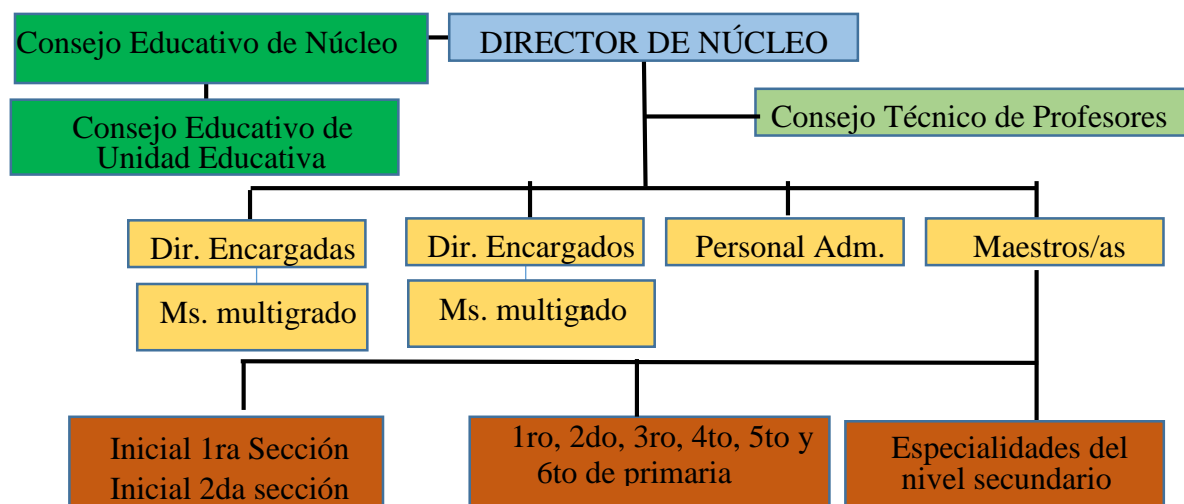 Consejo Educativo de Núcleo
DIRECTOR DE NÚCLEO
Consejo Educativo de
Unidad Educativa
Consejo Técnico de Profesores
Dir. Encargadas
Dir. Encargados
Personal Adm.
Maestros/as
Ms. multigrado
Ms. multigrado
Inicial 1ra Sección
Inicial 2da sección
1ro, 2do, 3ro, 4to, 5to y
6to de primaria
Especialidades del
nivel secundario